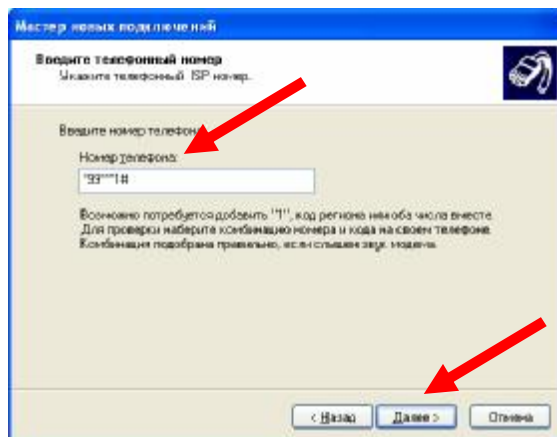 Мастер новых подключений
Введите телефонный номер
Укажите телефонный ISP номер.
Введите номер телефона
Номер телефона:
*99***1#
Возможно потребуется добавить "1", код региона или оба числа вместе.
Для проверки наберите комбинацию номера и кода на своем телефоне.
Комбинация подобрана правильно, если слышен звук модема.
< Назад
Далее >
Отмена